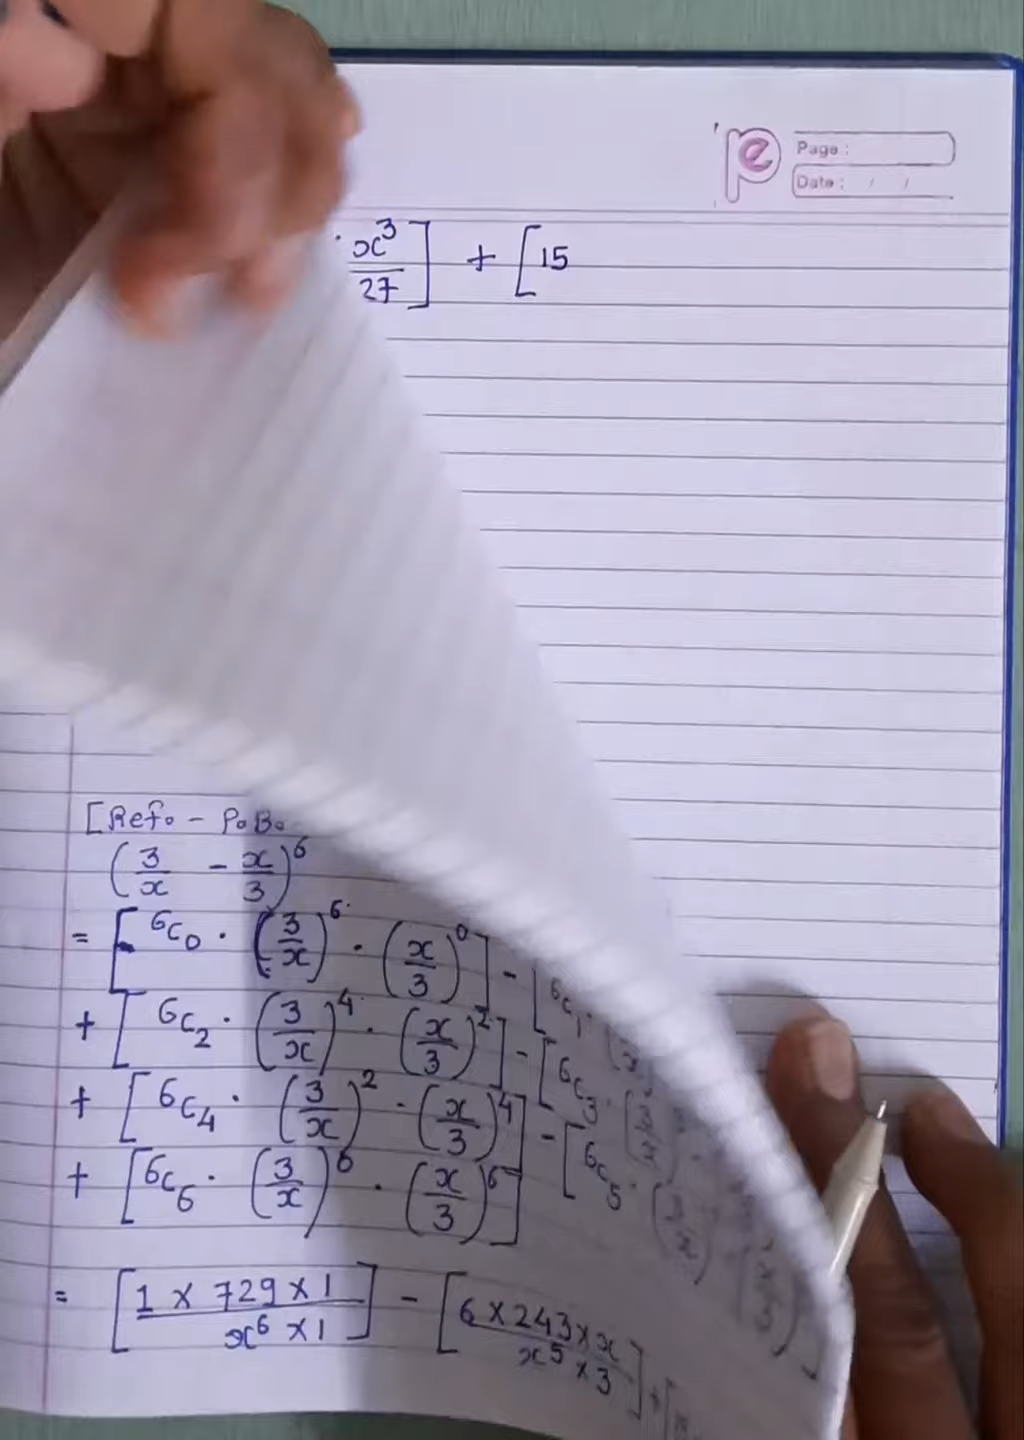 Page :
Date : / /
x³/27 ] + [ 15
[Ref. - P.B.
(3/x - x/3)⁶
= [ ⁶C₀ · (3/x)⁶ · (x/3)⁰ ] - [ ⁶C₁ ·
+ [ ⁶C₂ · (3/x)⁴ · (x/3)² ] - [ ⁶C₃ ·
+ [ ⁶C₄ · (3/x)² · (x/3)⁴ ] - [ ⁶C₅ ·
+ [ ⁶C₆ · (3/x)⁰ · (x/3)⁶ ]
= [ 1 × 729 × 1 / x⁶ × 1 ] - [ 6 × 243 × x / x⁵ × 3 ] + [